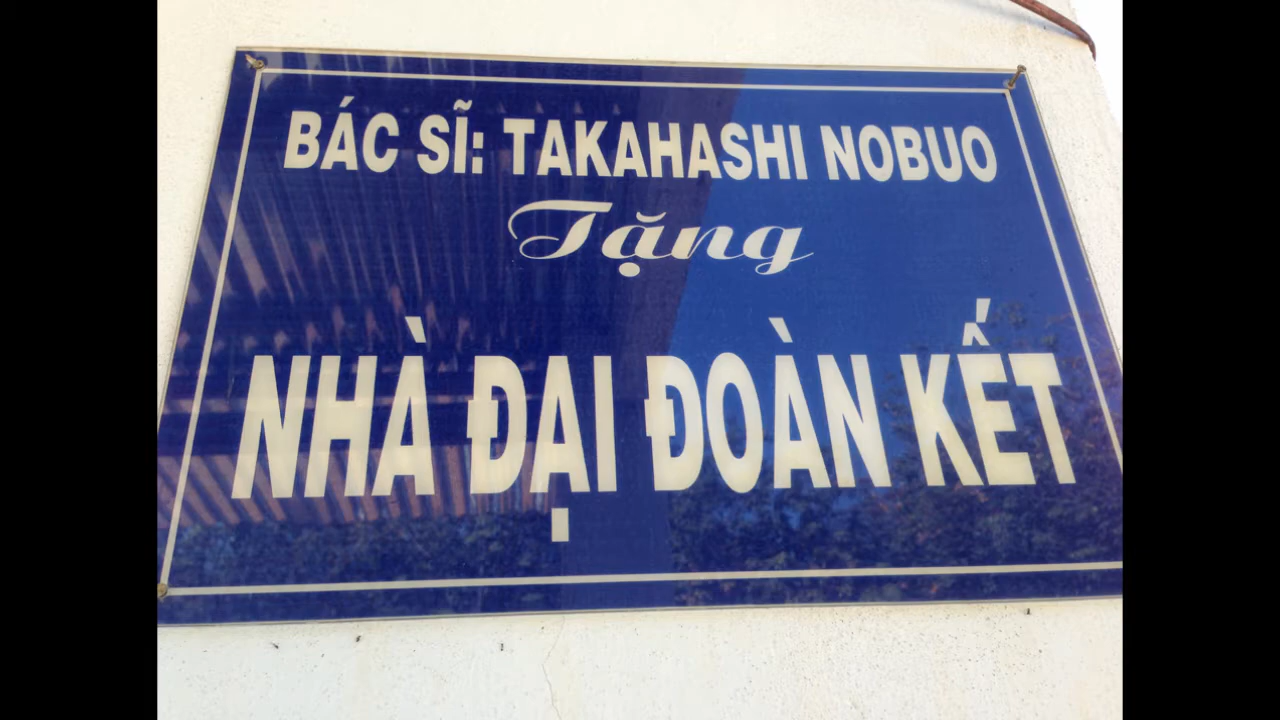 BÁC SĨ: TAKAHASHI NOBUO
Tặng
NHÀ ĐẠI ĐOÀN KẾT